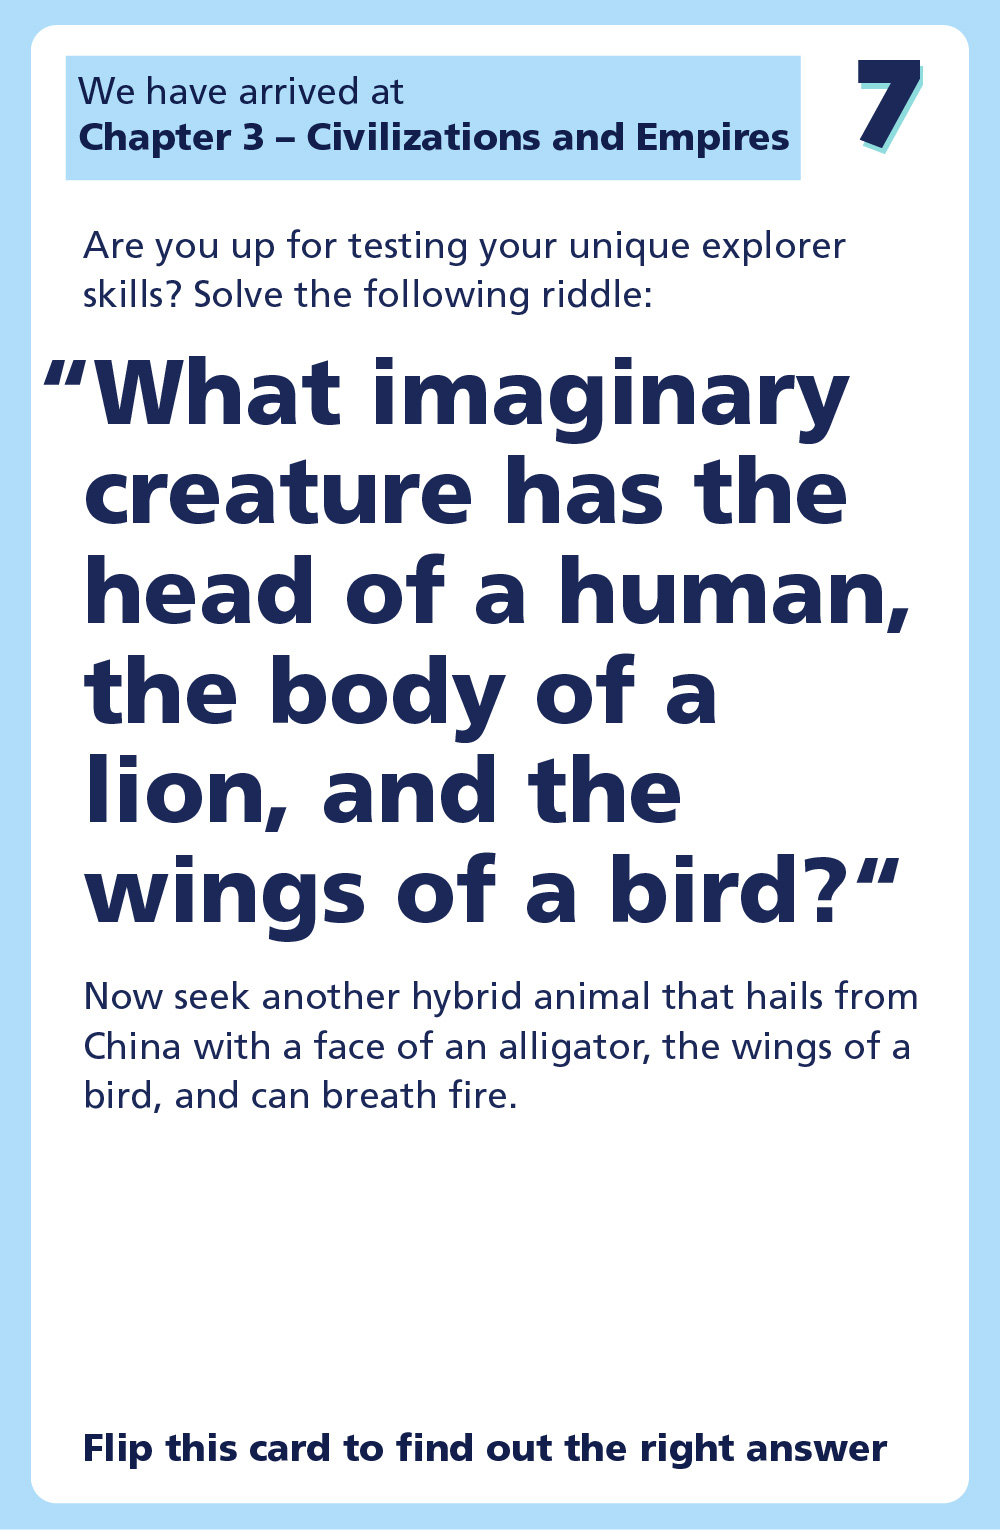 We have arrived at
Chapter 3 – Civilizations and Empires
7
Are you up for testing your unique explorer
skills? Solve the following riddle:
“What imaginary
creature has the
head of a human,
the body of a
lion, and the
wings of a bird?“
Now seek another hybrid animal that hails from
China with a face of an alligator, the wings of a
bird, and can breath fire.
Flip this card to find out the right answer